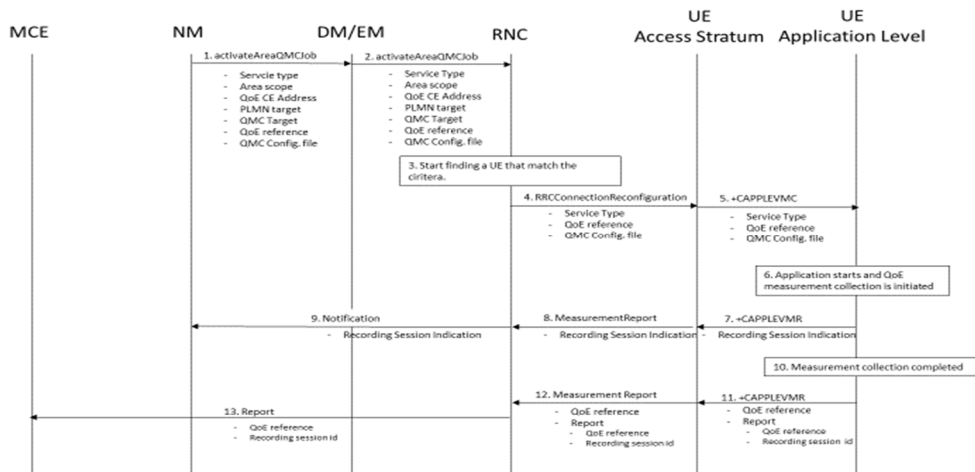 MCE
NM
DM/EM
RNC
UE
Access Stratum
UE
Application Level
1. activateAreaQMCJob
- Servcie type
- Area scope
- QoE CE Address
- PLMN target
- QMC Target
- QoE reference
- QMC Config. file
2. activateAreaQMCJob
- Service Type
- Area scope
- QoE CE Address
- PLMN target
- QMC Target
- QoE reference
- QMC Config. file
3. Start finding a UE that match the
ciritera.
4. RRCConnectionReconfiguration
- Service Type
- QoE reference
- QMC Config. file
5. +CAPPLEVMC
- Service Type
- QoE reference
- QMC Config. file
6. Application starts and QoE
measurement collection is initiated
9. Notification
- Recording Session Indication
8. MeasurementReport
- Recording Session Indication
7. +CAPPLEVMR
- Recording Session Indication
10. Measurement collection completed
12. Measurement Report
- QoE reference
- Report
- QoE reference
- Recording session id
11. +CAPPLEVMR
- QoE reference
- Report
- QoE reference
- Recording session id
13. Report
- QoE reference
- Recording session id